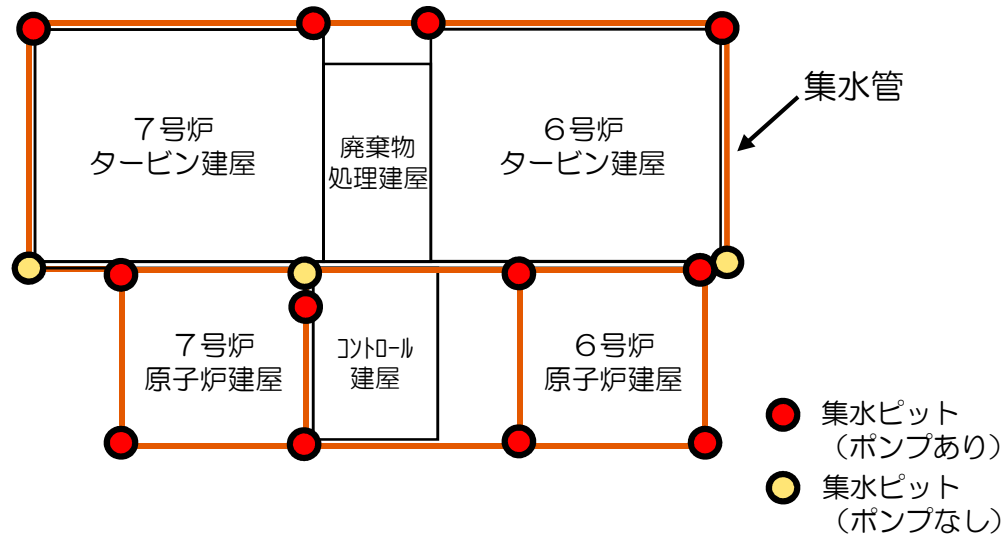 集水管
７号炉
タービン建屋
廃棄物
処理建屋
６号炉
タービン建屋
７号炉
原子炉建屋
ｺﾝﾄﾛｰﾙ
建屋
６号炉
原子炉建屋
集水ピット
（ポンプあり）
集水ピット
（ポンプなし）